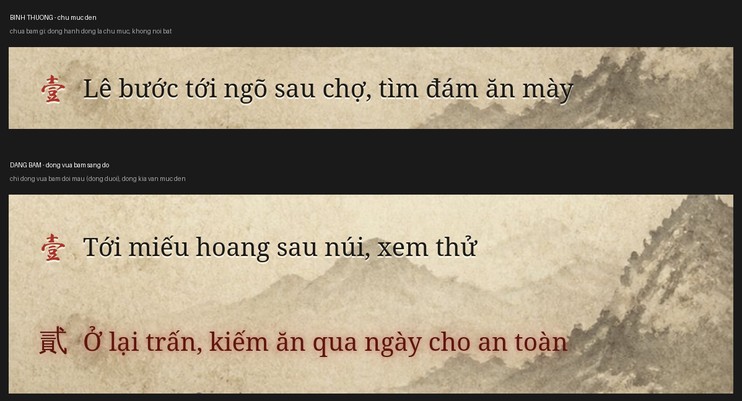 BINH THUONG · chu muc den
chua bam gi: dong hanh dong la chu muc, khong noi bat
壹 Lê bước tới ngõ sau chợ, tìm đám ăn mày
DANG BAM · dong vua bam sang do
chi dong vua bam doi mau (dong duoi), dong kia van muc den
壹 Tới miếu hoang sau núi, xem thử
貳 Ở lại trấn, kiếm ăn qua ngày cho an toàn